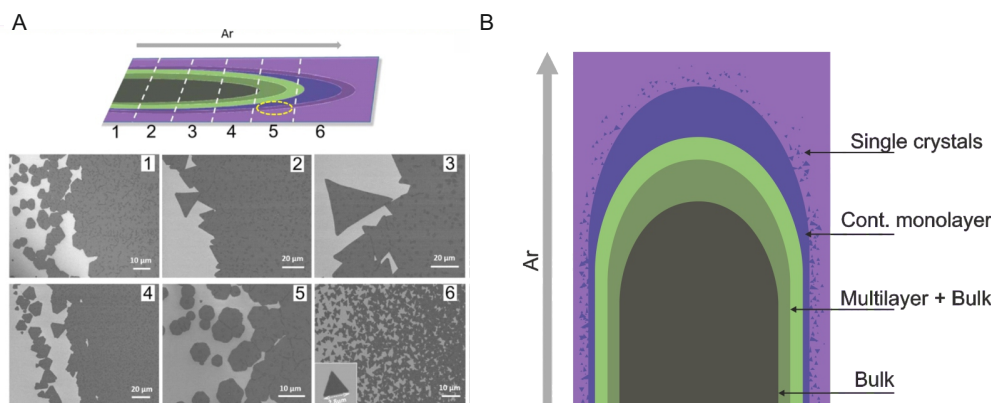 A
Ar
1 2 3 4 5 6
1
10 µm
2
20 µm
3
20 µm
4
20 µm
5
20 µm
6
10 µm
B
Ar
Single crystals
Cont. monolayer
Multilayer + Bulk
Bulk